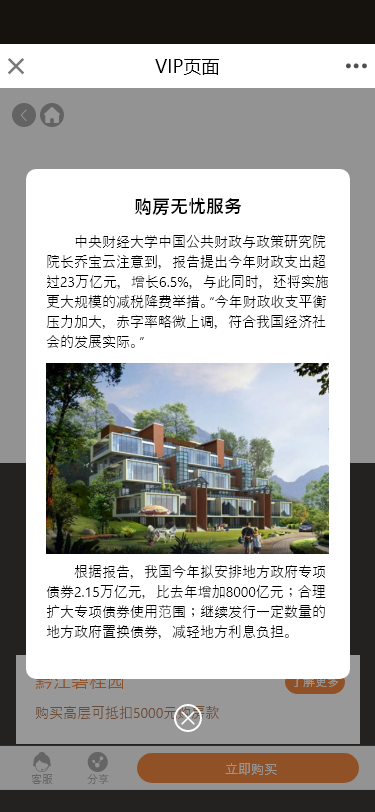 VIP页面
购房无忧服务
中央财经大学中国公共财政与政策研究院
院长乔宝云注意到，报告提出今年财政支出超
过23万亿元，增长6.5%，与此同时，还将实施
更大规模的减税降费举措。“今年财政收支平衡
压力加大，赤字率略微上调，符合我国经济社
会的发展实际。”
根据报告，我国今年拟安排地方政府专项
债券2.15万亿元，比去年增加8000亿元；合理
扩大专项债券使用范围；继续发行一定数量的
地方政府置换债券，减轻地方利息负担。
黔江碧桂园
了解更多
购买高层可抵扣5000元购房款
客服
分享
立即购买